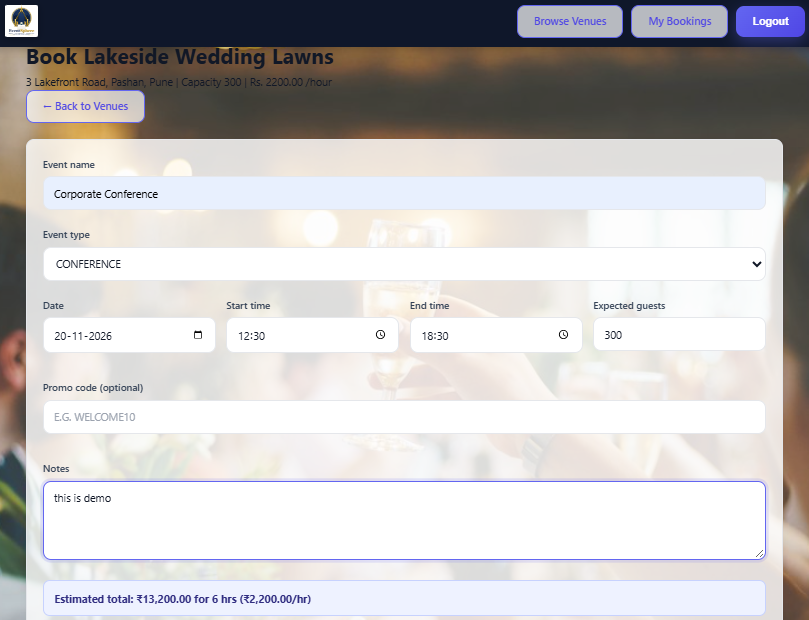 Browse Venues My Bookings Logout
Book Lakeside Wedding Lawns
3 Lakefront Road, Pashan, Pune | Capacity 300 | Rs. 2200.00 /hour
← Back to Venues
Event name
Corporate Conference
Event type
CONFERENCE
Date Start time End time Expected guests
20-11-2026 12:30 18:30 300
Promo code (optional)
E.G. WELCOME10
Notes
this is demo
Estimated total: ₹13,200.00 for 6 hrs (₹2,200.00/hr)